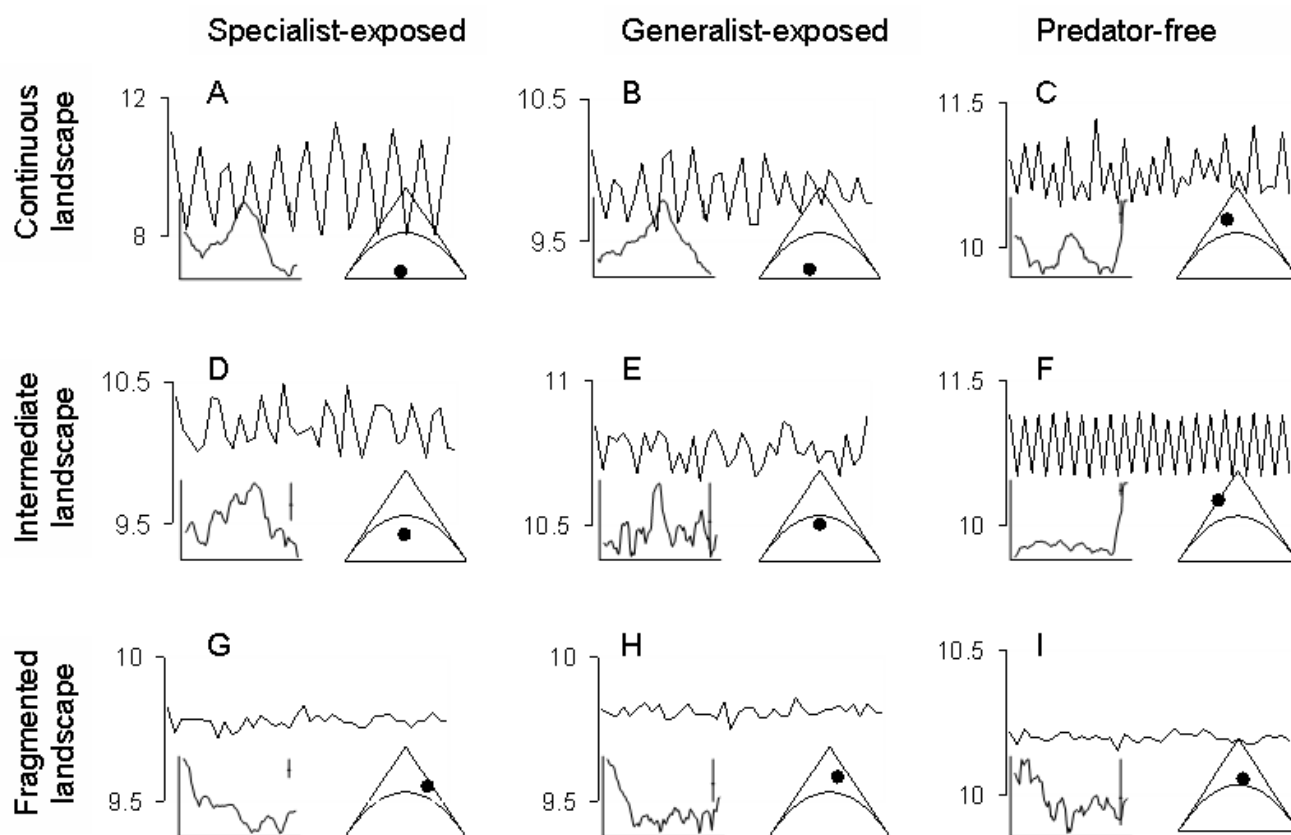 Specialist-exposed Generalist-exposed Predator-free
Continuous
landscape
A
12
8
B
10.5
9.5
C
11.5
10
Intermediate
landscape
D
10.5
9.5
E
11
10.5
F
11.5
10
Fragmented
landscape
G
10
9.5
H
10
9.5
I
10.5
10